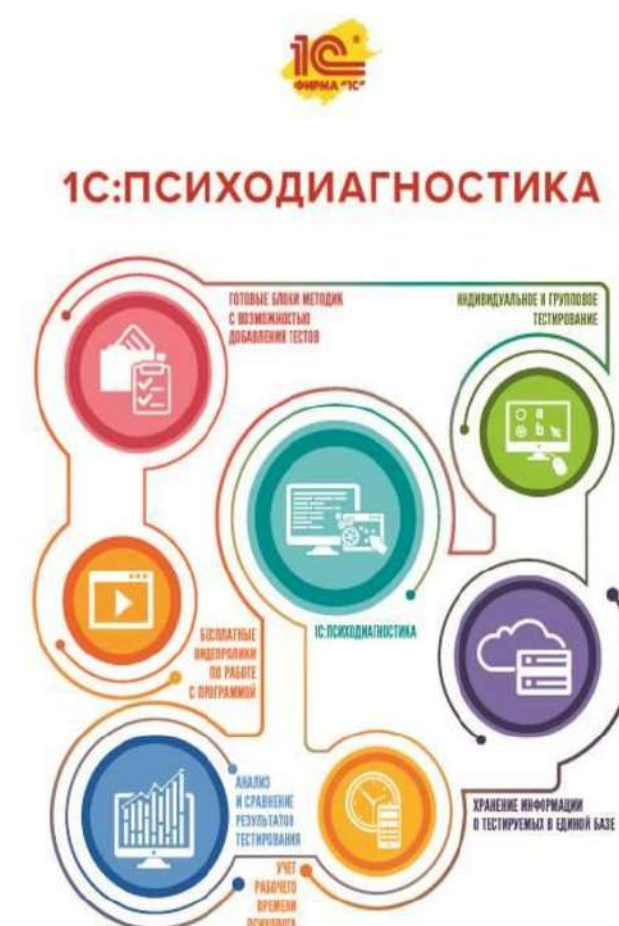 1С
ФИРМА "1С"
1С:ПСИХОДИАГНОСТИКА
ГОТОВЫЕ БЛОКИ МЕТОДИК
С ВОЗМОЖНОСТЬЮ
ДОБАВЛЕНИЯ ТЕСТОВ
ИНДИВИДУАЛЬНОЕ И ГРУППОВОЕ
ТЕСТИРОВАНИЕ
a
b
1С:ПСИХОДИАГНОСТИКА
БЕСПЛАТНЫЕ
ВИДЕОРОЛИКИ
ПО РАБОТЕ
С ПРОГРАММОЙ
АНАЛИЗ
И СРАВНЕНИЕ
РЕЗУЛЬТАТОВ
ТЕСТИРОВАНИЯ
ХРАНЕНИЕ ИНФОРМАЦИИ
О ТЕСТИРУЕМЫХ В ЕДИНОЙ БАЗЕ
УЧЕТ
РАБОЧЕГО
ВРЕМЕНИ
ПСИХОЛОГА